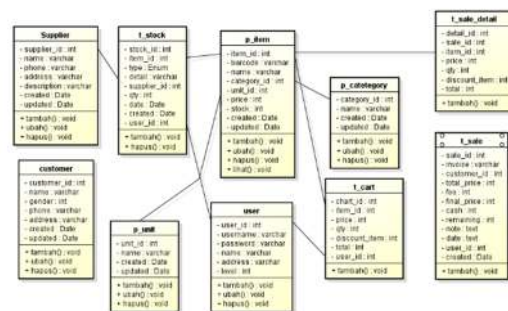 Supplier
- supplier_id : int
- name : varchar
- phone : varchar
- address : varchar
- description : varchar
- created : Date
- updated : Date
+ tambah() : void
+ ubah() : void
+ hapus() : void
t_stock
- stock_id : int
- item_id : int
- type : Enum
- detail : varchar
- supplier_id : int
- qty : int
- date : Date
- created : Date
- user_id : int
+ tambah() : void
+ hapus() : void
p_item
- item_id : int
- barcode : varchar
- name : varchar
- category_id : int
- unit_id : int
- price : int
- stock : int
- created : Date
- updated : Date
+ tambah() : void
+ ubah() : void
+ hapus() : void
+ lihat() : void
p_catetegory
- category_id : int
- name : varchar
- created : Date
- updated : Date
+ tambah() : void
+ ubah() : void
+ hapus() : void
t_sale_detail
- detail_id : int
- sale_id : int
- item_id : int
- price : int
- qty : int
- discount_item : int
- total : int
+ tambah() : void
customer
- customer_id : int
- name : varchar
- gender : int
- phone : varchar
- address : varchar
- created : Date
- updated : Date
+ tambah() : void
+ ubah() : void
+ hapus() : void
p_unit
- unit_id : int
- name : varchar
- created : Date
- updated : Date
+ tambah() : void
+ ubah() : void
+ hapus() : void
user
- user_id : int
- username : varchar
- password : varchar
- name : varchar
- address : varchar
- level : int
+ tambah() : void
+ ubah() : void
+ hapus() : void
t_cart
- chart_id : int
- item_id : int
- price : int
- qty : int
- discount_item : int
- total : int
- user_id : int
+ tambah() : void
t_sale
- sale_id : int
- invoice : varchar
- customer_id : int
- total_price : int
- final_price : int
- cash : int
- remaining : int
- note : text
- date : text
- user_id : int
- created : Date
+ tambah() : void